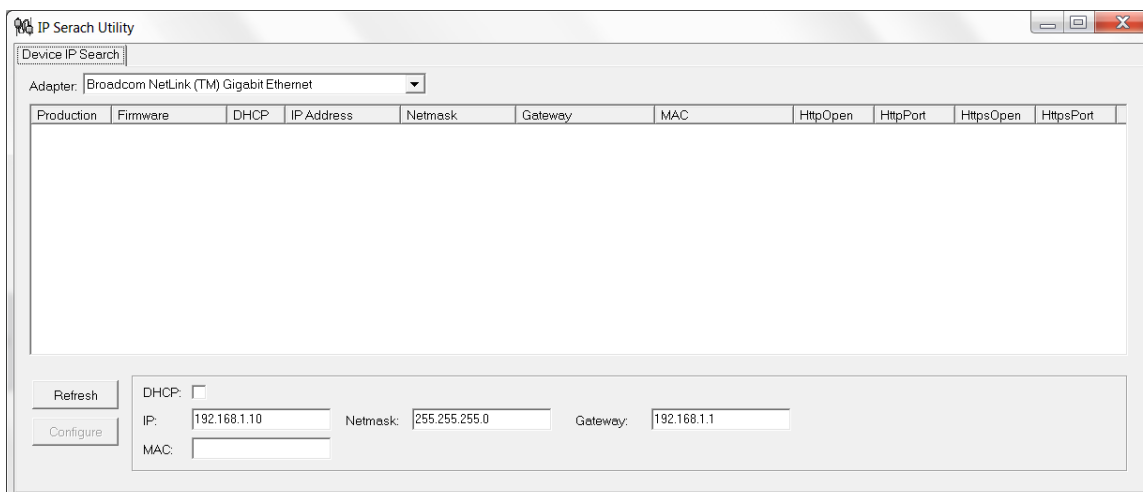 IP Serach Utility
Device IP Search
Adapter: Broadcom NetLink (TM) Gigabit Ethernet
Production Firmware DHCP IP Address Netmask Gateway MAC HttpOpen HttpPort HttpsOpen HttpsPort
Refresh DHCP:
IP: 192.168.1.10 Netmask: 255.255.255.0 Gateway: 192.168.1.1
Configure
MAC: